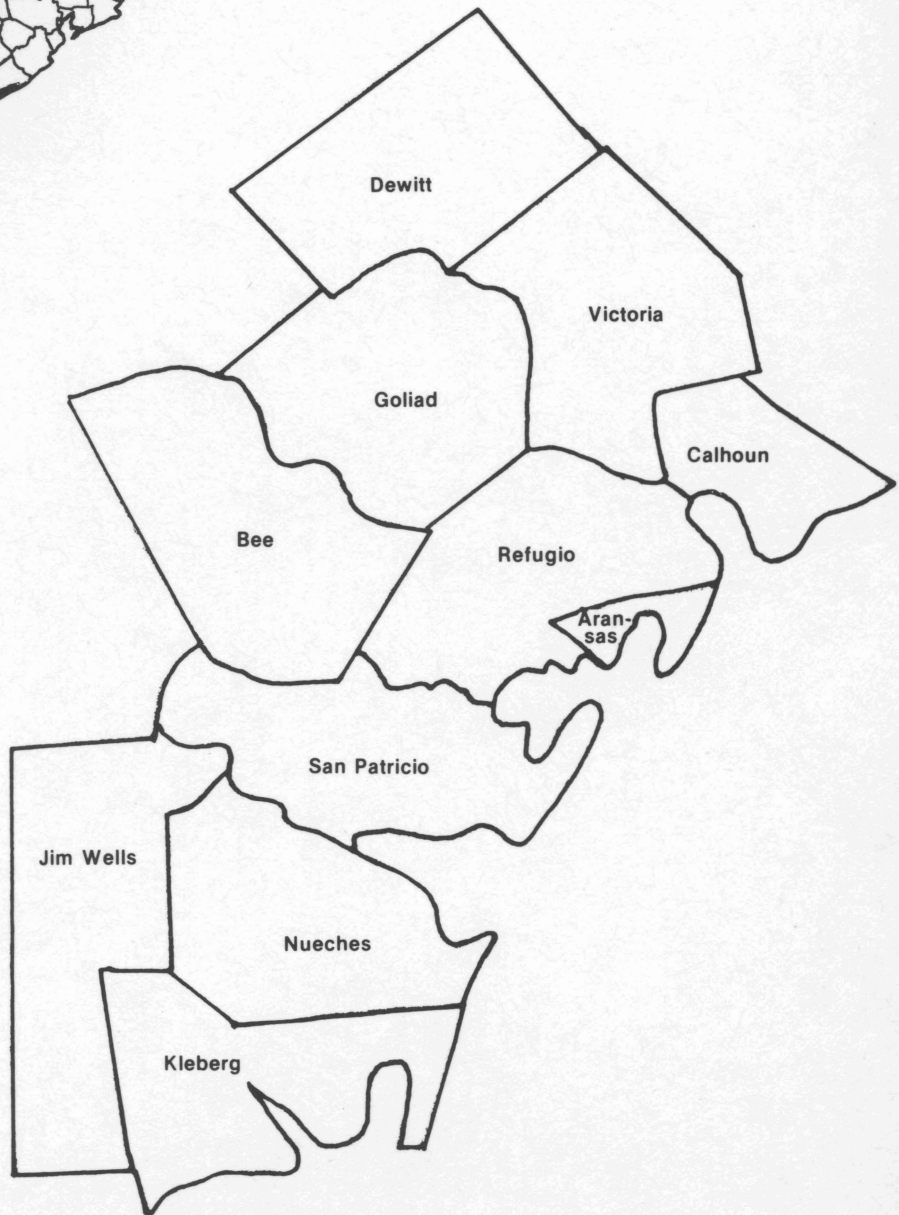 Dewitt
Victoria
Goliad
Calhoun
Bee
Refugio
Aran-
sas
San Patricio
Jim Wells
Nueches
Kleberg